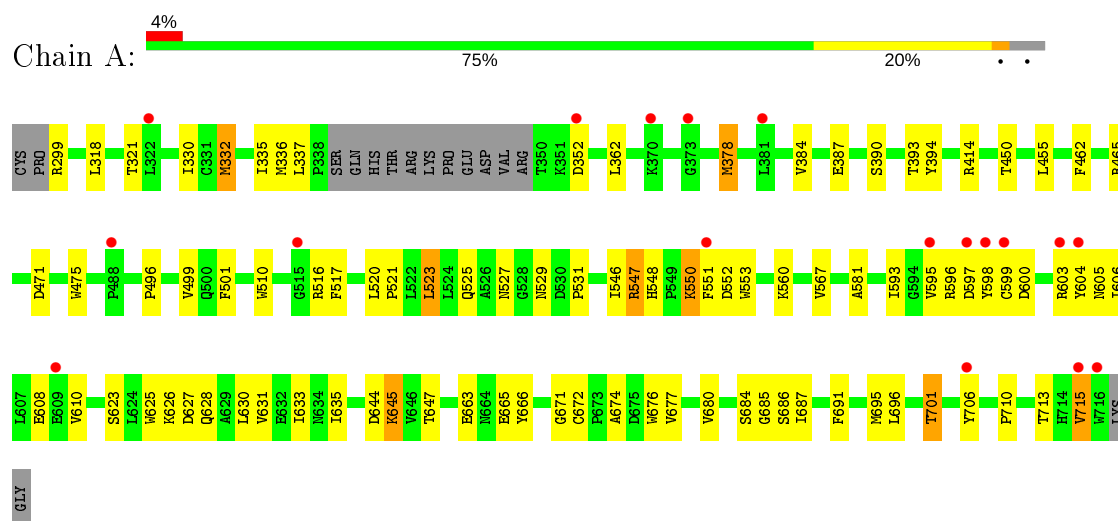 4%
Chain A:
75% 20% • •
CYS PRO R299 L318 T321 L322 I330 C331 M332 I335 M336 L337 P338 SER GLN HIS THR ARG LYS PRO GLU ASP VAL ARG T350 K351 D352 L362 K370 G373 M378 L381 V384 E387 S390 T393 Y394 R414 T450 L455 F462 R465
D471 W475 P488 P496 V499 Q500 F501 W510 G515 R516 F517 L520 P521 L522 L523 L524 Q525 A526 N527 G528 N529 D530 P531 I546 R547 H548 P549 K550 F551 D552 W553 K560 V567 A581 I593 G594 V595 R596 D597 Y598 C599 D600 R603 Y604 N605 I606
L607 E608 E609 V610 S623 L624 W625 K626 D627 Q628 A629 L630 V631 E632 I633 N634 I635 D644 K645 V646 T647 E663 N664 E665 Y666 G671 C672 P673 A674 D675 W676 V677 V680 S684 G685 S686 I687 F691 M695 L696 T701 Y706 P710 T713 H714 V715 W716 LYS
GLY